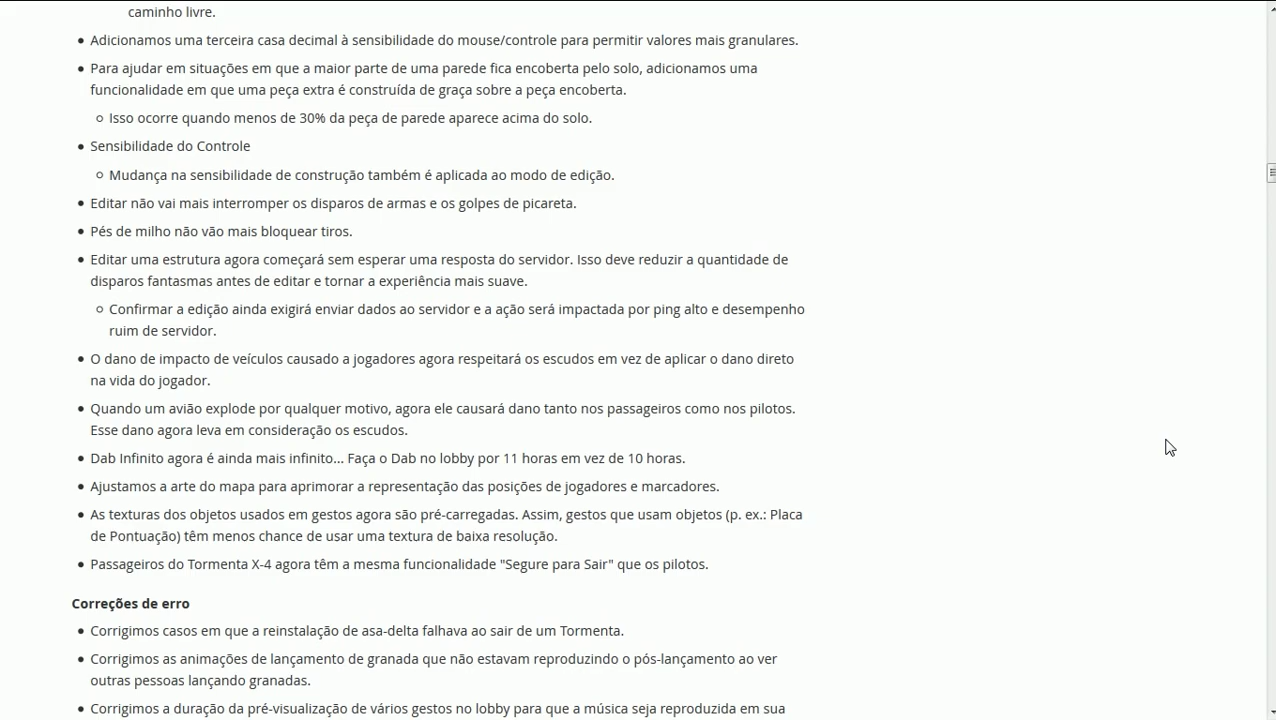 caminho livre.
• Adicionamos uma terceira casa decimal à sensibilidade do mouse/controle para permitir valores mais granulares.
• Para ajudar em situações em que a maior parte de uma parede fica encoberta pelo solo, adicionamos uma
funcionalidade em que uma peça extra é construída de graça sobre a peça encoberta.
○ Isso ocorre quando menos de 30% da peça de parede aparece acima do solo.
• Sensibilidade do Controle
○ Mudança na sensibilidade de construção também é aplicada ao modo de edição.
• Editar não vai mais interromper os disparos de armas e os golpes de picareta.
• Pés de milho não vão mais bloquear tiros.
• Editar uma estrutura agora começará sem esperar uma resposta do servidor. Isso deve reduzir a quantidade de
disparos fantasmas antes de editar e tornar a experiência mais suave.
○ Confirmar a edição ainda exigirá enviar dados ao servidor e a ação será impactada por ping alto e desempenho
ruim de servidor.
• O dano de impacto de veículos causado a jogadores agora respeitará os escudos em vez de aplicar o dano direto
na vida do jogador.
• Quando um avião explode por qualquer motivo, agora ele causará dano tanto nos passageiros como nos pilotos.
Esse dano agora leva em consideração os escudos.
• Dab Infinito agora é ainda mais infinito... Faça o Dab no lobby por 11 horas em vez de 10 horas.
• Ajustamos a arte do mapa para aprimorar a representação das posições de jogadores e marcadores.
• As texturas dos objetos usados em gestos agora são pré-carregadas. Assim, gestos que usam objetos (p. ex.: Placa
de Pontuação) têm menos chance de usar uma textura de baixa resolução.
• Passageiros do Tormenta X-4 agora têm a mesma funcionalidade "Segure para Sair" que os pilotos.
Correções de erro
• Corrigimos casos em que a reinstalação de asa-delta falhava ao sair de um Tormenta.
• Corrigimos as animações de lançamento de granada que não estavam reproduzindo o pós-lançamento ao ver
outras pessoas lançando granadas.
• Corrigimos a duração da pré-visualização de vários gestos no lobby para que a música seja reproduzida em sua